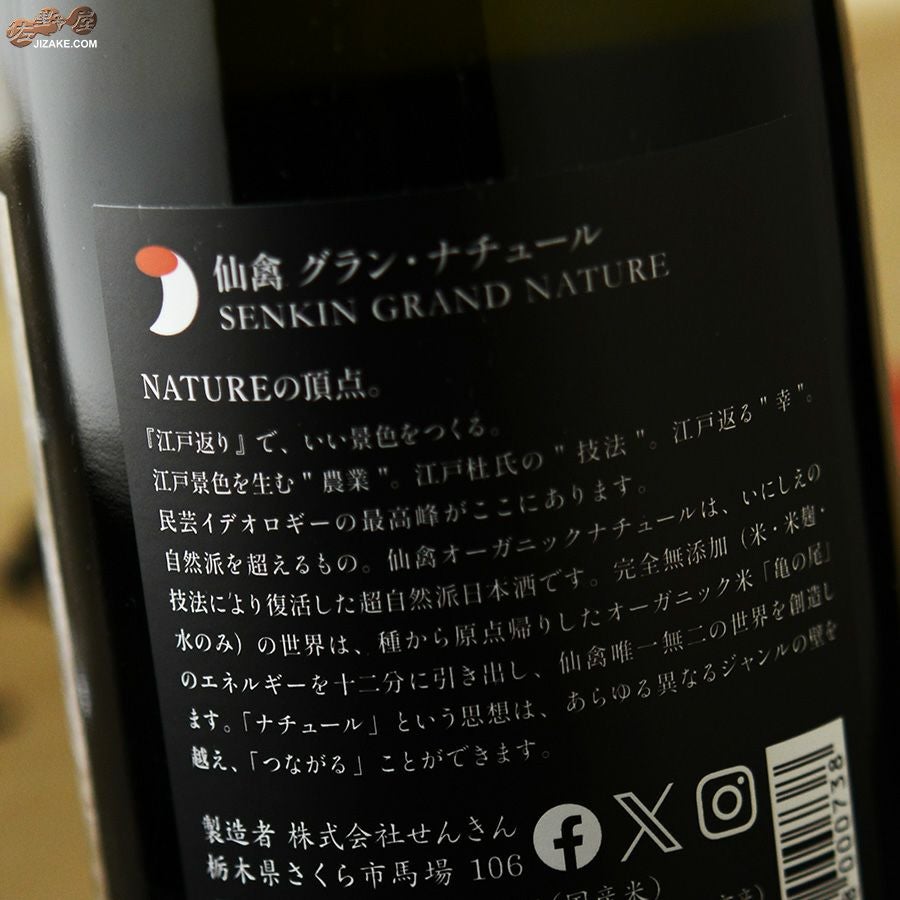 佐野屋
JIZAKE.COM
仙禽 グラン・ナチュール
SENKIN GRAND NATURE
NATUREの頂点。
『江戸返り』で、いい景色をつくる。
江戸景色を生む"農業"。江戸杜氏の"技法"。江戸返る"幸"。
民芸イデオロギーの最高峰がここにあります。
自然派を超えるもの。仙禽オーガニックナチュールは、いにしえの
技法により復活した超自然派日本酒です。完全無添加（米・米麹・
水のみ）の世界は、種から原点帰りしたオーガニック米「亀の尾」
のエネルギーを十二分に引き出し、仙禽唯一無二の世界を創造し
ます。「ナチュール」という思想は、あらゆる異なるジャンルの壁を
越え、「つながる」ことができます。
製造者 株式会社せんきん
栃木県さくら市馬場 106
(国産米)
000738